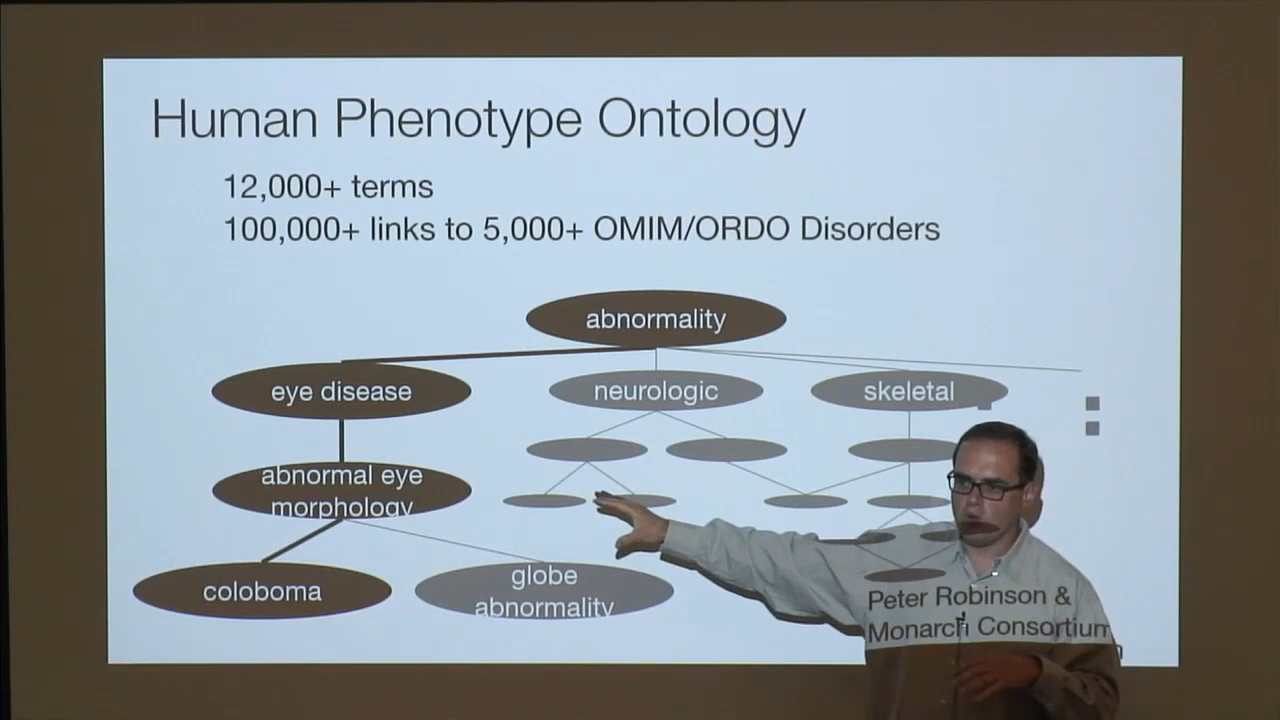 Human Phenotype Ontology
12,000+ terms
100,000+ links to 5,000+ OMIM/ORDO Disorders
abnormality
eye disease
neurologic
skeletal
abnormal eye
morphology
coloboma
globe
abnormality
Peter Robinson &
Monarch Consortium